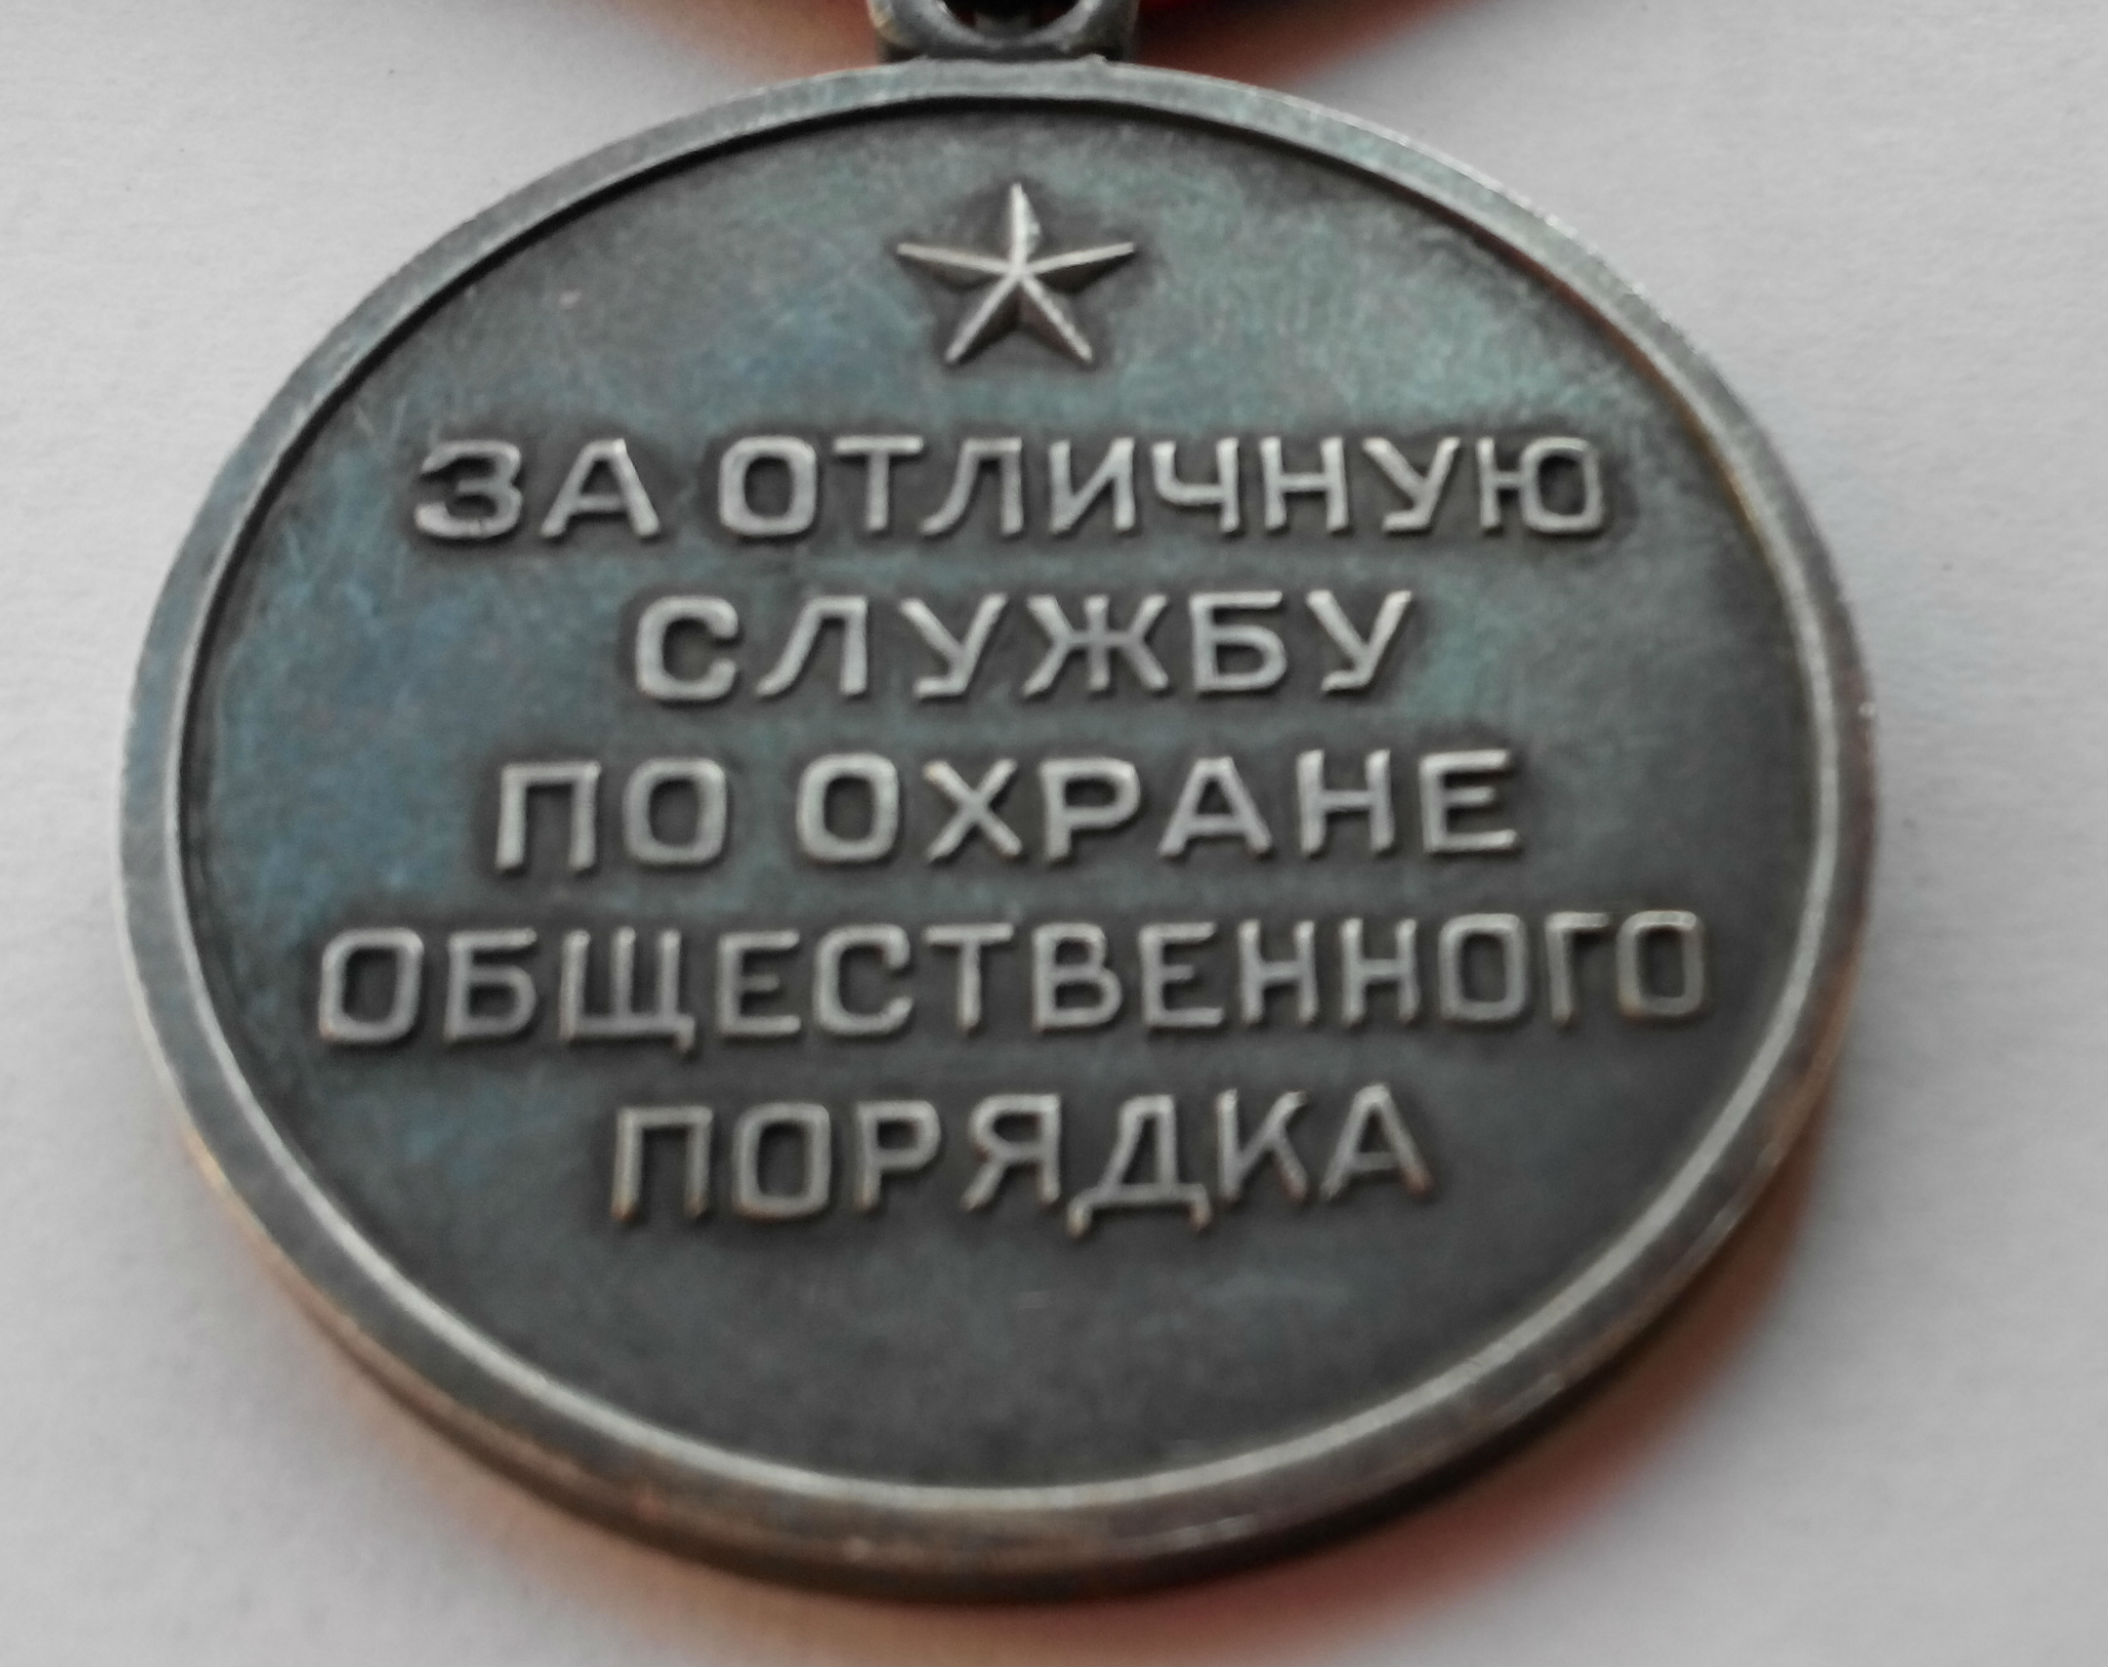 ЗА ОТЛИЧНУЮ
СЛУЖБУ
ПО ОХРАНЕ
ОБЩЕСТВЕННОГО
ПОРЯДКА